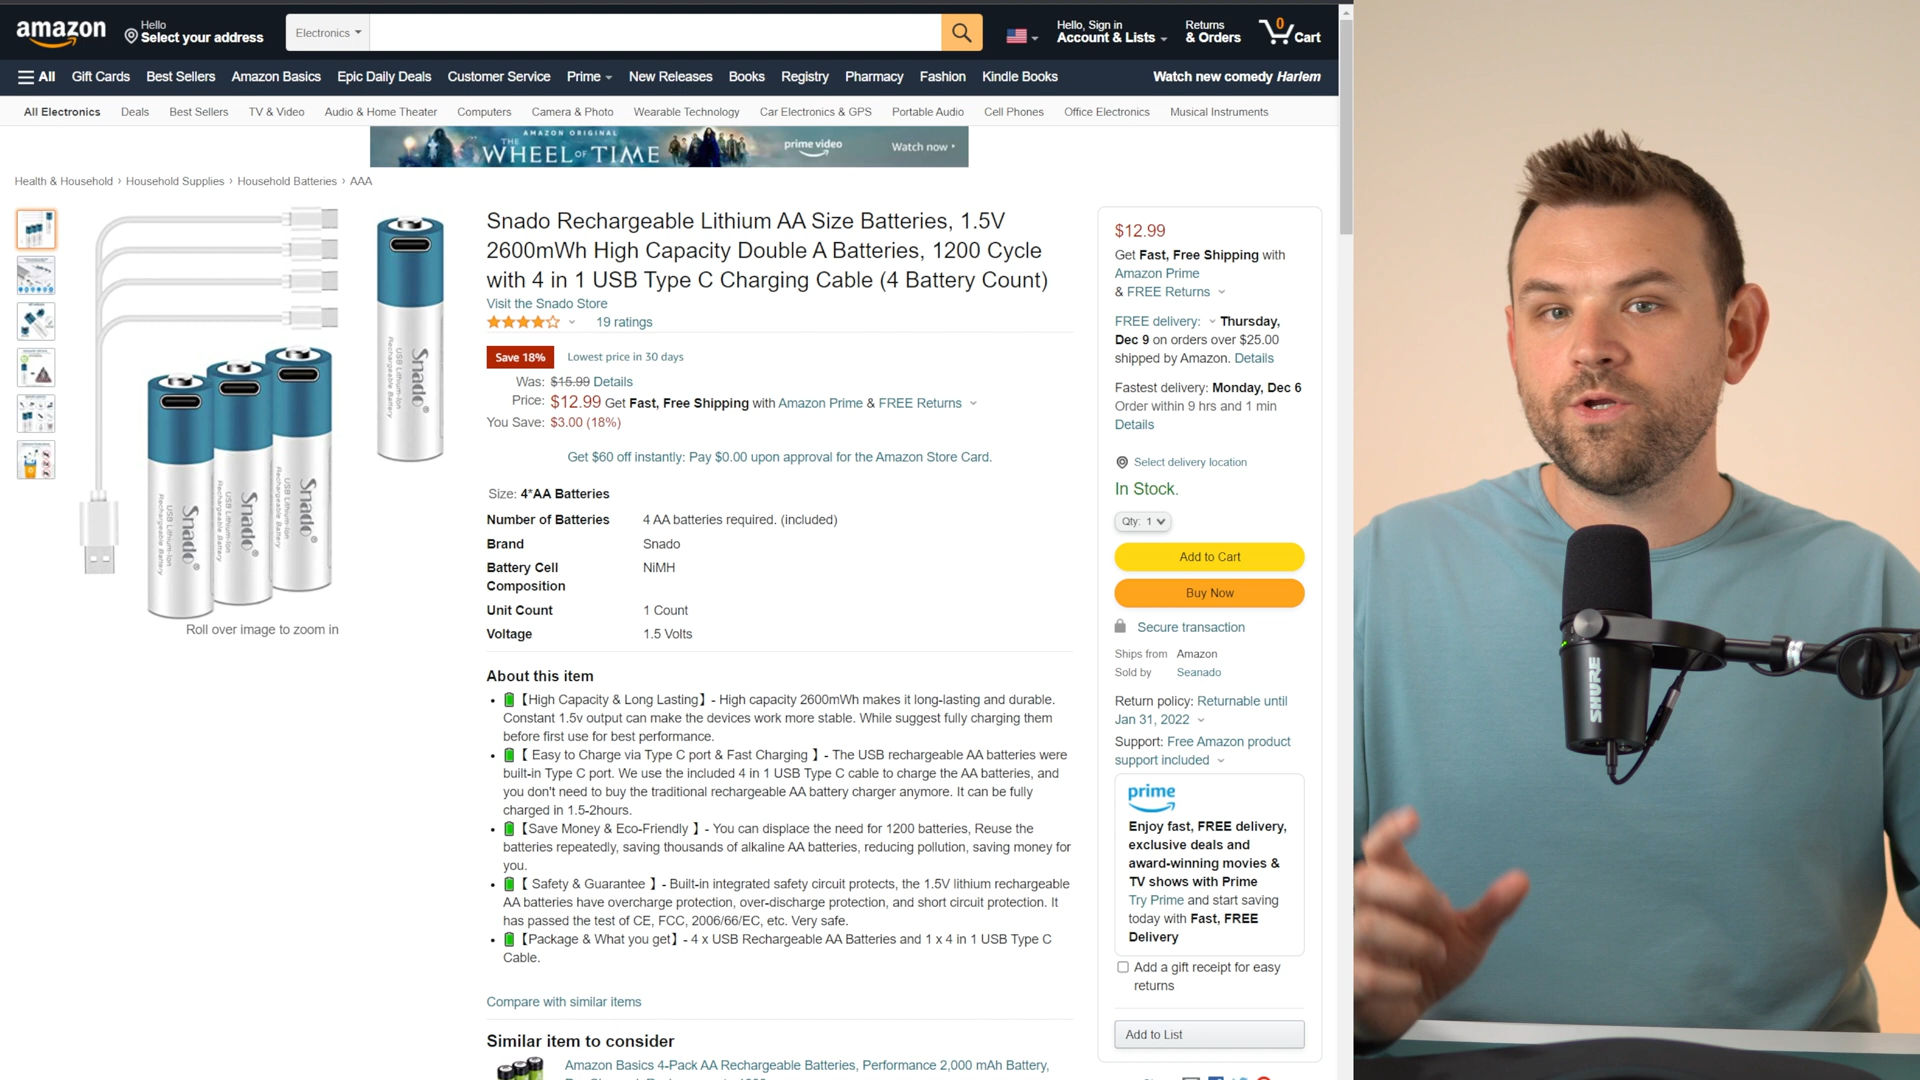 amazon
Hello
Select your address
Electronics
Hello, Sign in
Account & Lists
Returns
& Orders
0
Cart
All
Gift Cards
Best Sellers
Amazon Basics
Epic Daily Deals
Customer Service
Prime
New Releases
Books
Registry
Pharmacy
Fashion
Kindle Books
Watch new comedy Harlem
All Electronics
Deals
Best Sellers
TV & Video
Audio & Home Theater
Computers
Camera & Photo
Wearable Technology
Car Electronics & GPS
Portable Audio
Cell Phones
Office Electronics
Musical Instruments
AMAZON ORIGINAL
THE WHEEL OF TIME
prime video
Watch now
Health & Household › Household Supplies › Household Batteries › AAA
Snado Rechargeable Lithium AA Size Batteries, 1.5V
2600mWh High Capacity Double A Batteries, 1200 Cycle
with 4 in 1 USB Type C Charging Cable (4 Battery Count)
Visit the Snado Store
19 ratings
Save 18%
Lowest price in 30 days
Was: $15.99 Details
Price: $12.99 Get Fast, Free Shipping with Amazon Prime & FREE Returns
You Save: $3.00 (18%)
Get $60 off instantly: Pay $0.00 upon approval for the Amazon Store Card.
Size: 4*AA Batteries
Number of Batteries 4 AA batteries required. (included)
Brand Snado
Battery Cell
Composition
NiMH
Unit Count 1 Count
Voltage 1.5 Volts
Snado®
USB Lithium-Ion
Rechargeable Battery
Snado®
USB Lithium-Ion
Rechargeable Battery
Snado®
USB Lithium-Ion
Rechargeable Battery
Snado®
USB Lithium-Ion
Rechargeable Battery
Roll over image to zoom in
About this item
【High Capacity & Long Lasting】- High capacity 2600mWh makes it long-lasting and durable.
Constant 1.5v output can make the devices work more stable. While suggest fully charging them
before first use for best performance.
【 Easy to Charge via Type C port & Fast Charging 】- The USB rechargeable AA batteries were
built-in Type C port. We use the included 4 in 1 USB Type C cable to charge the AA batteries, and
you don't need to buy the traditional rechargeable AA battery charger anymore. It can be fully
charged in 1.5-2hours.
【Save Money & Eco-Friendly 】- You can displace the need for 1200 batteries, Reuse the
batteries repeatedly, saving thousands of alkaline AA batteries, reducing pollution, saving money for
you.
【 Safety & Guarantee 】- Built-in integrated safety circuit protects, the 1.5V lithium rechargeable
AA batteries have overcharge protection, over-discharge protection, and short circuit protection. It
has passed the test of CE, FCC, 2006/66/EC, etc. Very safe.
【Package & What you get】- 4 x USB Rechargeable AA Batteries and 1 x 4 in 1 USB Type C
Cable.
Compare with similar items
Similar item to consider
Amazon Basics 4-Pack AA Rechargeable Batteries, Performance 2,000 mAh Battery,
$12.99
Get Fast, Free Shipping with
Amazon Prime
& FREE Returns
FREE delivery: Thursday,
Dec 9 on orders over $25.00
shipped by Amazon. Details
Fastest delivery: Monday, Dec 6
Order within 9 hrs and 1 min
Details
Select delivery location
In Stock.
Qty: 1
Add to Cart
Buy Now
Secure transaction
Ships from Amazon
Sold by Seanado
Return policy: Returnable until
Jan 31, 2022
Support: Free Amazon product
support included
prime
Enjoy fast, FREE delivery,
exclusive deals and
award-winning movies &
TV shows with Prime
Try Prime and start saving
today with Fast, FREE
Delivery
Add a gift receipt for easy
returns
Add to List
SHURE